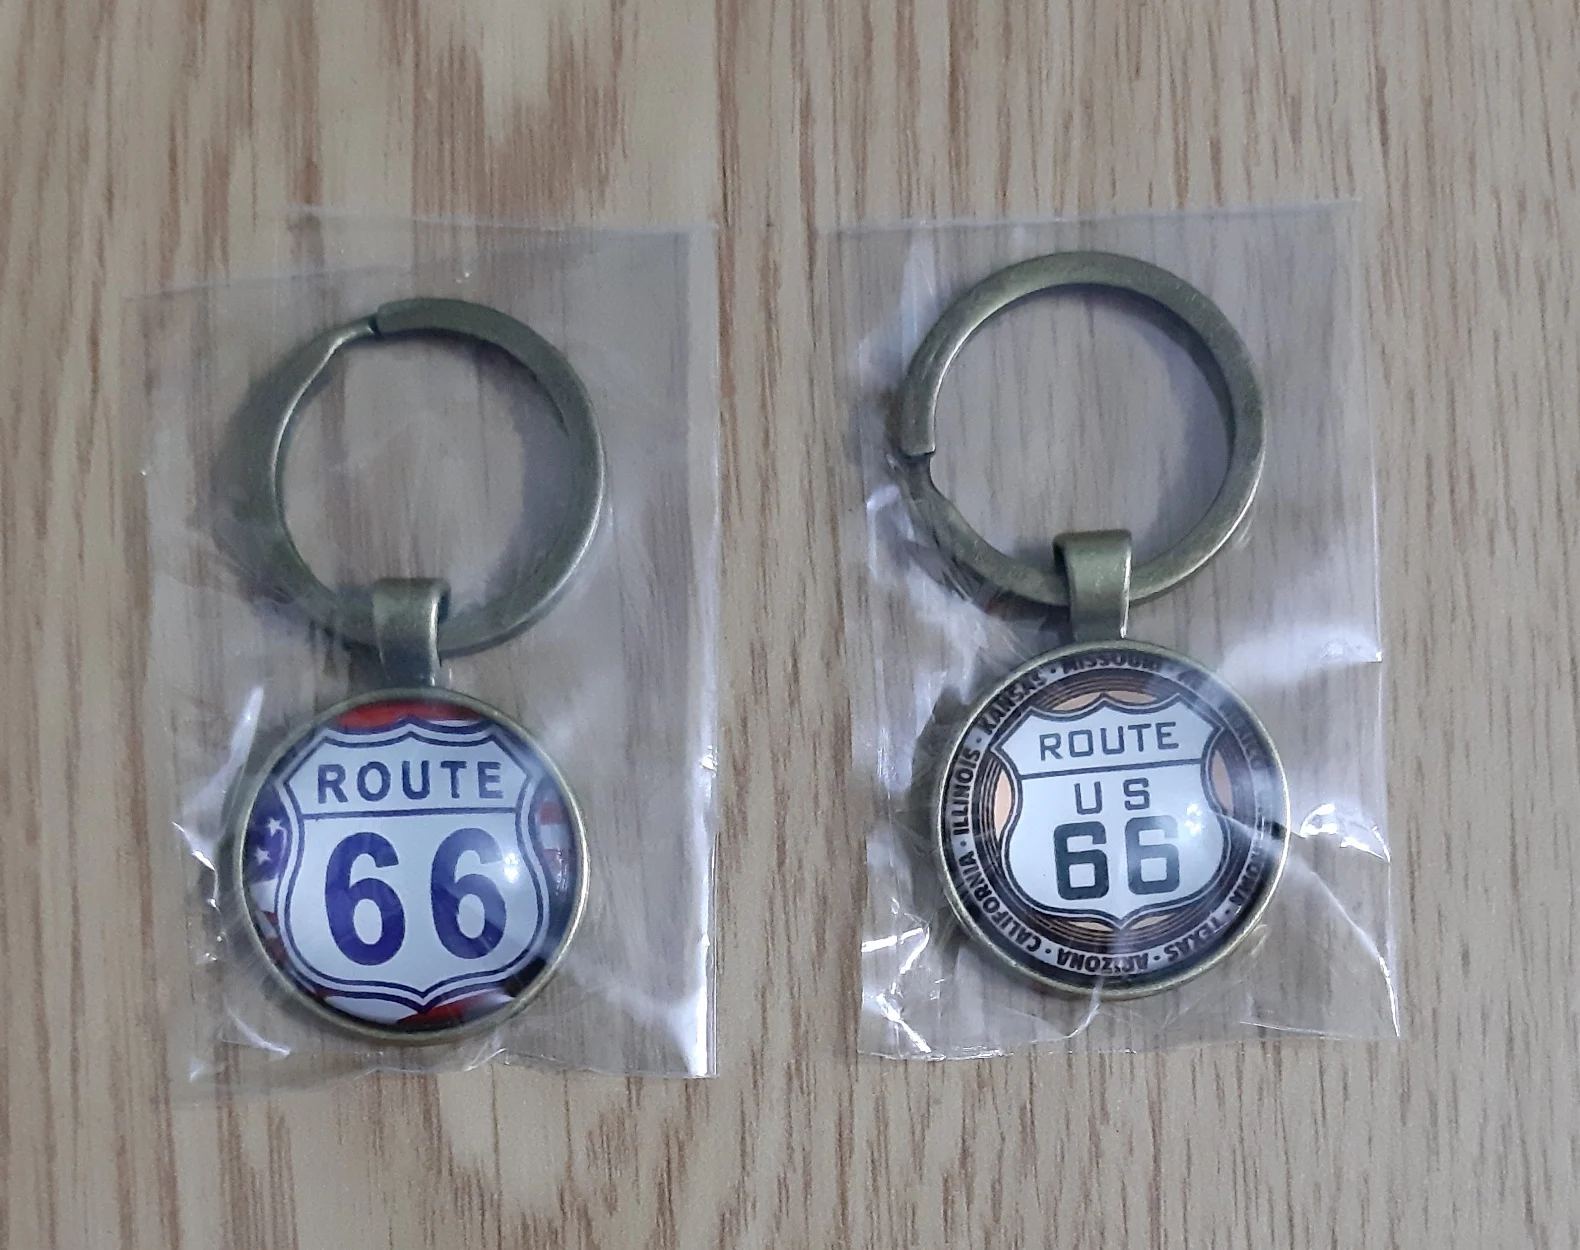 ROUTE
66
ILLINOIS · KANSAS · MISSOURI ·
ROUTE
US
66
TEXAS · ARIZONA · CALIFORNIA ·